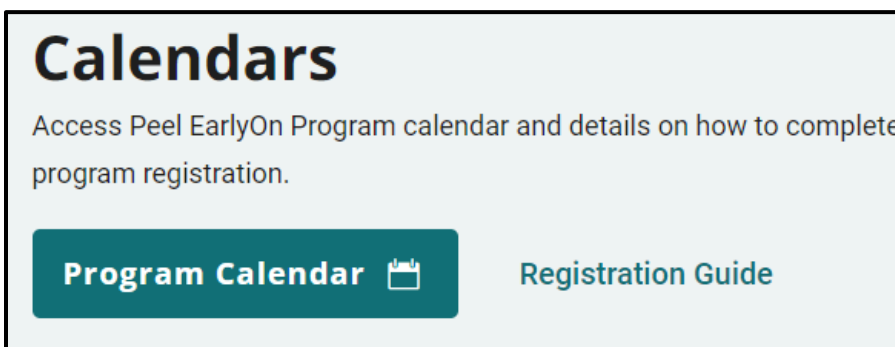 Calendars
Access Peel EarlyOn Program calendar and details on how to complete
program registration.
Program Calendar
Registration Guide